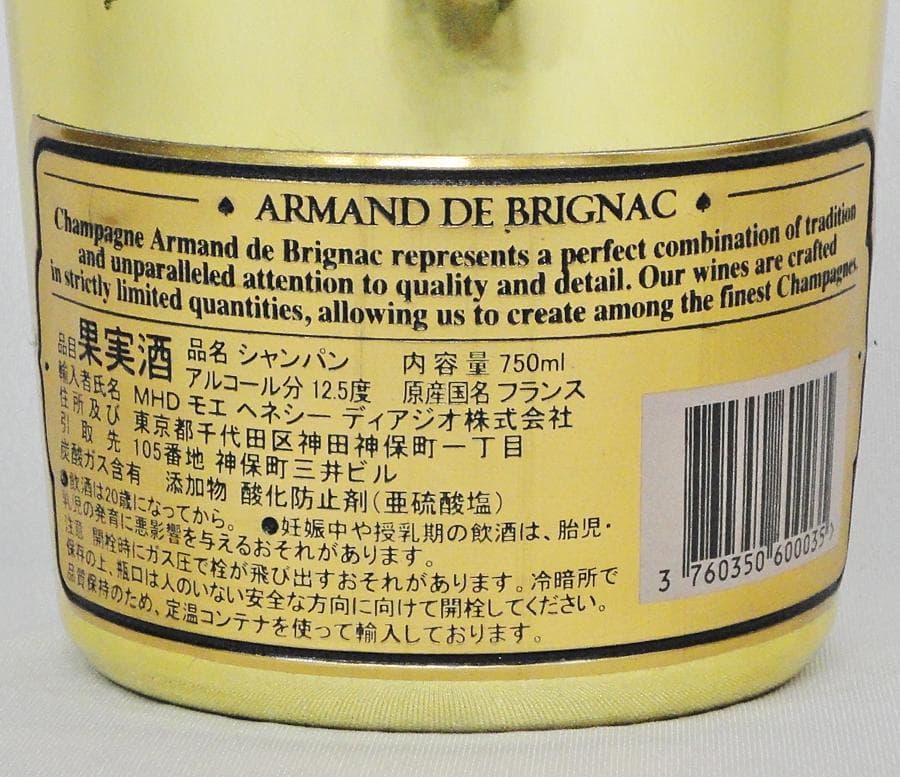 ♠ ARMAND DE BRIGNAC ♠
Champagne Armand de Brignac represents a perfect combination of tradition
and unparalleled attention to quality and detail. Our wines are crafted
in strictly limited quantities, allowing us to create among the finest Champagnes.
品目 果実酒 品名 シャンパン 内容量 750ml
アルコール分 12.5度 原産国名 フランス
輸入者氏名 MHD モエ ヘネシー ディアジオ株式会社
住所及び 東京都千代田区神田神保町一丁目
引取先 105番地 神保町三井ビル
炭酸ガス含有 添加物 酸化防止剤(亜硫酸塩)
●飲酒は20歳になってから。 ●妊娠中や授乳期の飲酒は、胎児・
乳児の発育に悪影響を与えるおそれがあります。
注意 開栓時にガス圧で栓が飛び出すおそれがあります。冷暗所で
保存の上、瓶口は人のいない安全な方向に向けて開栓してください。
品質保持のため、定温コンテナを使って輸入しております。
3 760350 600035 >